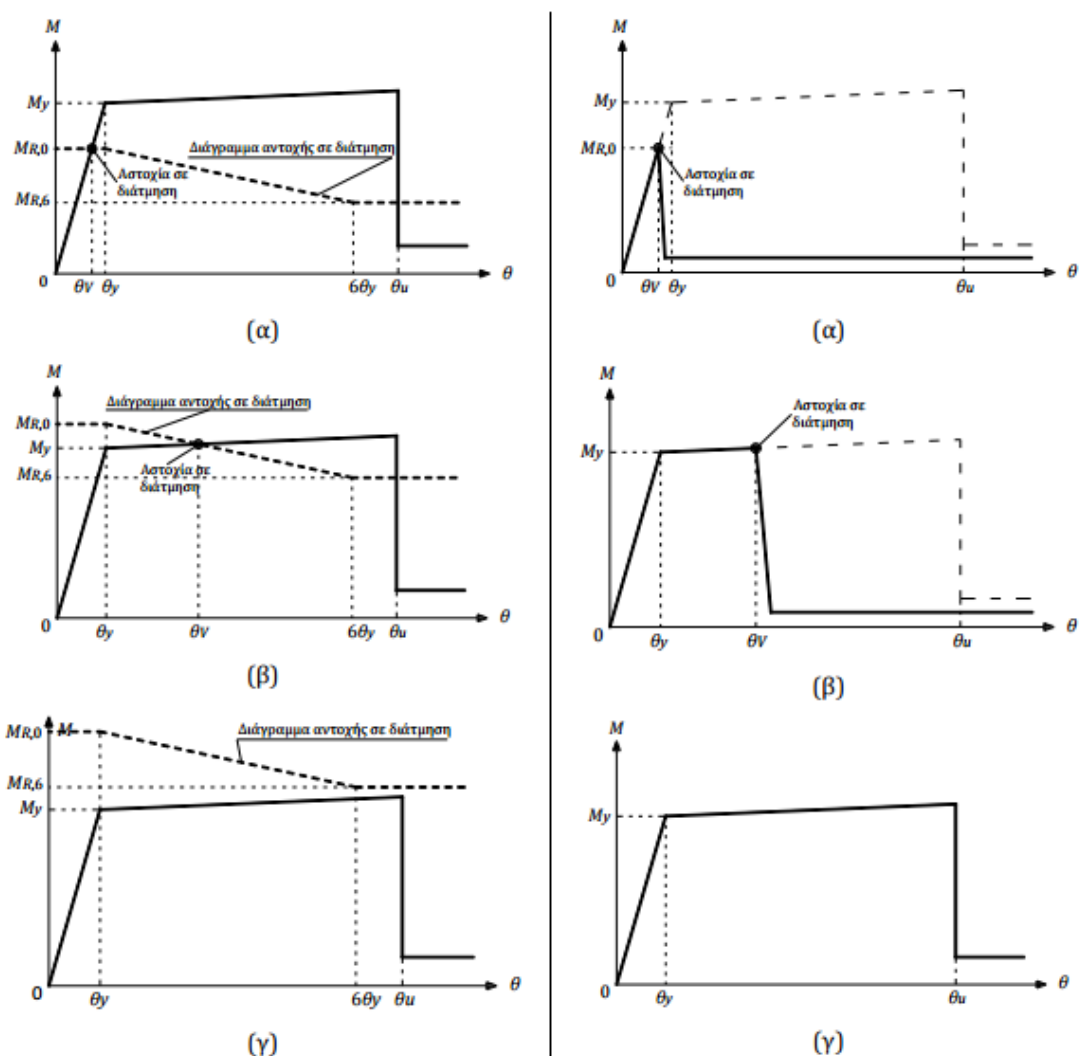 M
My
MR,0
Διάγραμμα αντοχής σε διάτμηση
Αστοχία σε
διάτμηση
MR,6
0
θV
θy
6θy
θu
θ
(α)
M
My
MR,0
Αστοχία σε
διάτμηση
0
θV
θy
θu
θ
(α)
M
Διάγραμμα αντοχής σε διάτμηση
MR,0
My
Αστοχία σε
διάτμηση
MR,6
0
θy
θV
6θy
θu
θ
(β)
M
Αστοχία σε
διάτμηση
My
0
θy
θV
θu
θ
(β)
MR,0
M
Διάγραμμα αντοχής σε διάτμηση
MR,6
My
0
θy
6θy
θu
θ
(γ)
M
My
0
θy
θu
θ
(γ)